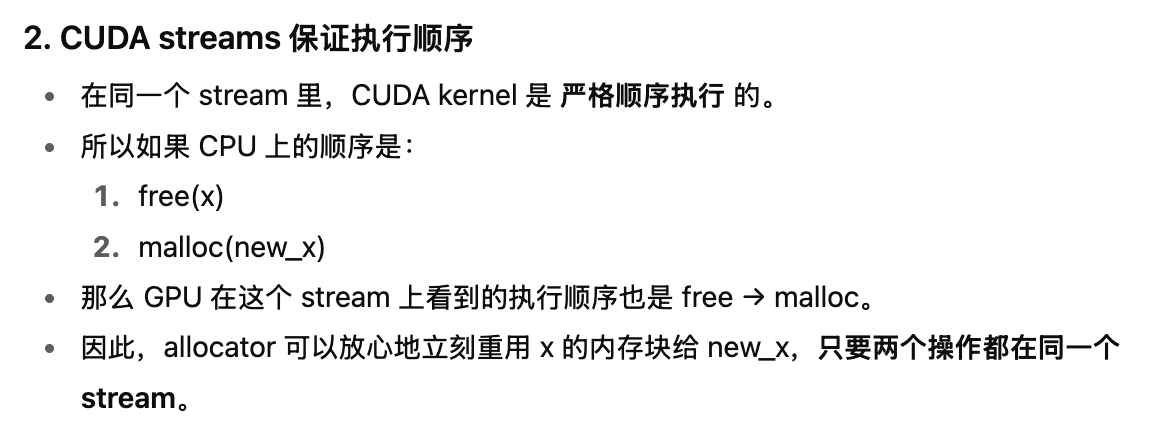 2. CUDA streams 保证执行顺序
• 在同一个 stream 里，CUDA kernel 是 严格顺序执行 的。
• 所以如果 CPU 上的顺序是：
1. free(x)
2. malloc(new_x)
• 那么 GPU 在这个 stream 上看到的执行顺序也是 free → malloc。
• 因此，allocator 可以放心地立刻重用 x 的内存块给 new_x，只要两个操作都在同一个
stream。